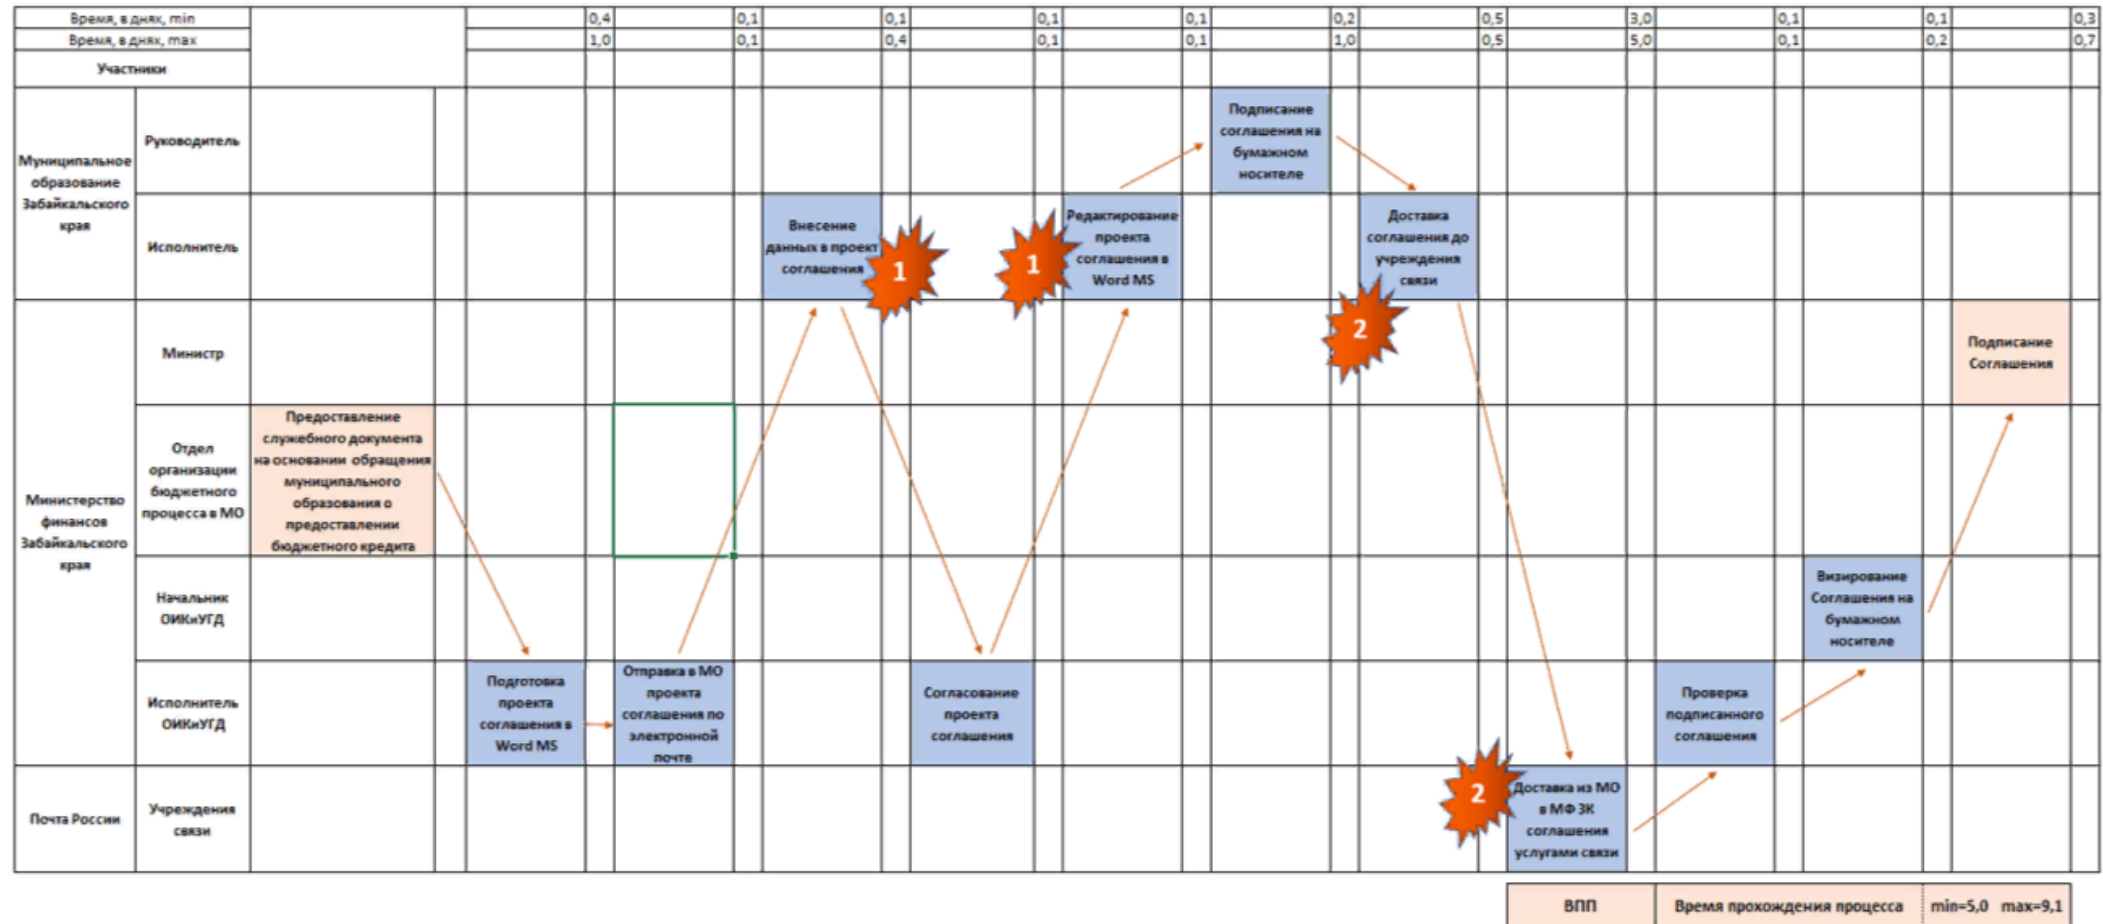 Время, в днях, min 0,4 0,1 0,1 0,1 0,1 0,2 0,5 3,0 0,1 0,1 0,3
Время, в днях, max 1,0 0,1 0,4 0,1 0,1 1,0 0,5 5,0 0,1 0,2 0,7
Участники
Муниципальное
образование
Забайкальского
края
Руководитель
Подписание
соглашения на
бумажном
носителе
Исполнитель
Внесение
данных в проект
соглашения
1
1
Редактирование
проекта
соглашения в
Word MS
Доставка
соглашения до
учреждения
связи
2
Министерство
финансов
Забайкальского
края
Министр
Подписание
Соглашения
Отдел
организации
бюджетного
процесса в МО
Предоставление
служебного документа
на основании обращения
муниципального
образования о
предоставлении
бюджетного кредита
Начальник
ОИКиУГД
Визирование
Соглашения на
бумажном
носителе
Исполнитель
ОИКиУГД
Подготовка
проекта
соглашения в
Word MS
Отправка в МО
проекта
соглашения по
электронной
почте
Согласование
проекта
соглашения
Проверка
подписанного
соглашения
Почта России
Учреждения
связи
2
Доставка из МО
в МФ ЗК
соглашения
услугами связи
ВПП Время прохождения процесса min=5,0 max=9,1